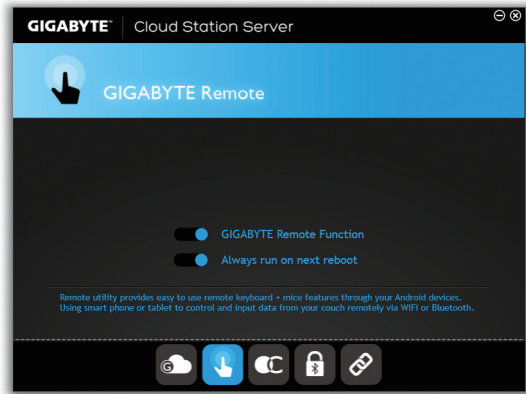 GIGABYTE™ Cloud Station Server
GIGABYTE Remote
GIGABYTE Remote Function
Always run on next reboot
Remote utility provides easy to use remote keyboard + mice features through your Android devices.
Using smart phone or tablet to control and input data from your couch remotely via WiFi or Bluetooth.
G